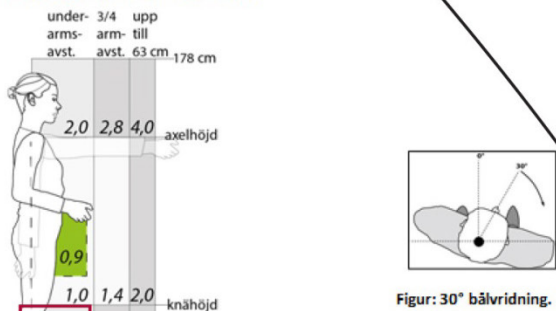 under- 3/4 upp
arms- arm- till
avst. avst. 63 cm
178 cm
2,0 2,8 4,0
axelhöjd
0,9
1,0 1,4 2,0
knähöjd
0°
30°
Figur: 30° bålvridning.